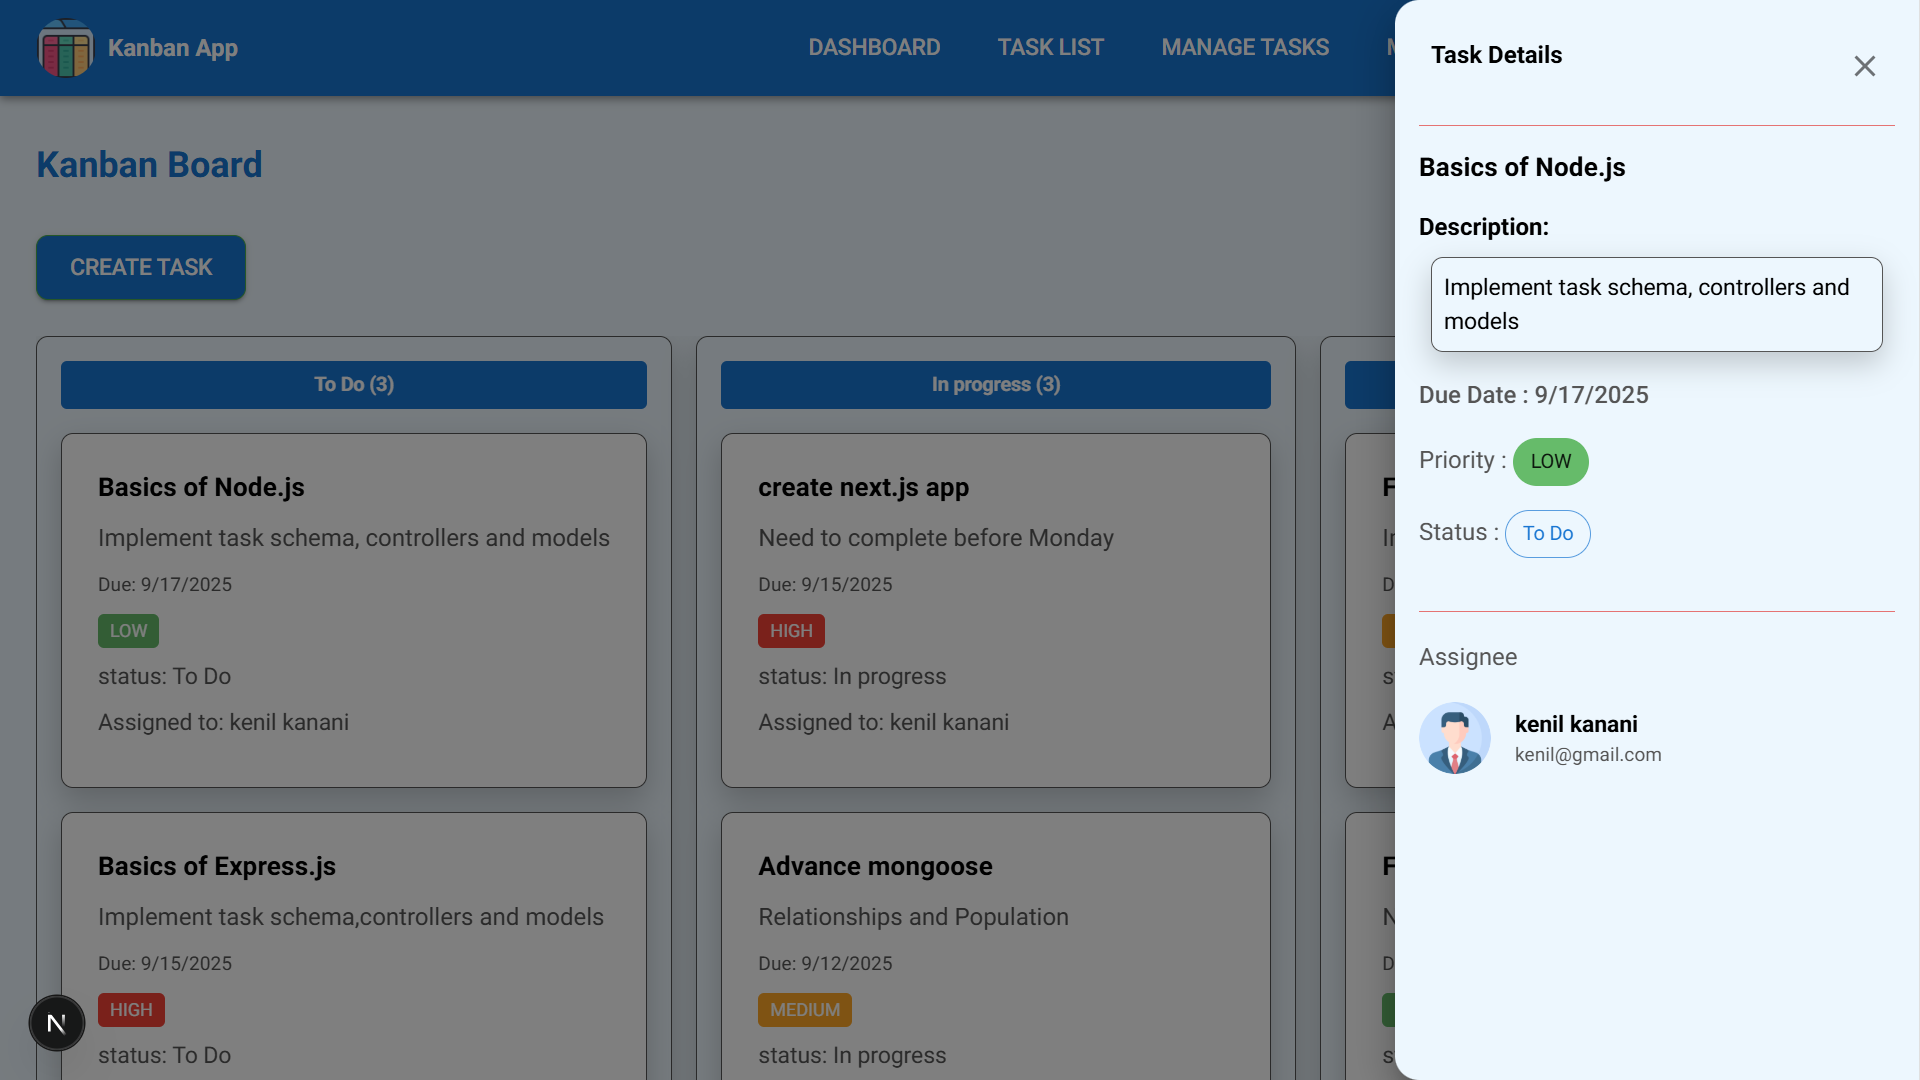 Kanban App
DASHBOARD
TASK LIST
MANAGE TASKS
Kanban Board
CREATE TASK
To Do (3)
Basics of Node.js
Implement task schema, controllers and models
Due: 9/17/2025
LOW
status: To Do
Assigned to: kenil kanani
Basics of Express.js
Implement task schema,controllers and models
Due: 9/15/2025
HIGH
status: To Do
In progress (3)
create next.js app
Need to complete before Monday
Due: 9/15/2025
HIGH
status: In progress
Assigned to: kenil kanani
Advance mongoose
Relationships and Population
Due: 9/12/2025
MEDIUM
status: In progress
N
Task Details
Basics of Node.js
Description:
Implement task schema, controllers and
models
Due Date : 9/17/2025
Priority : LOW
Status : To Do
Assignee
kenil kanani
kenil@gmail.com